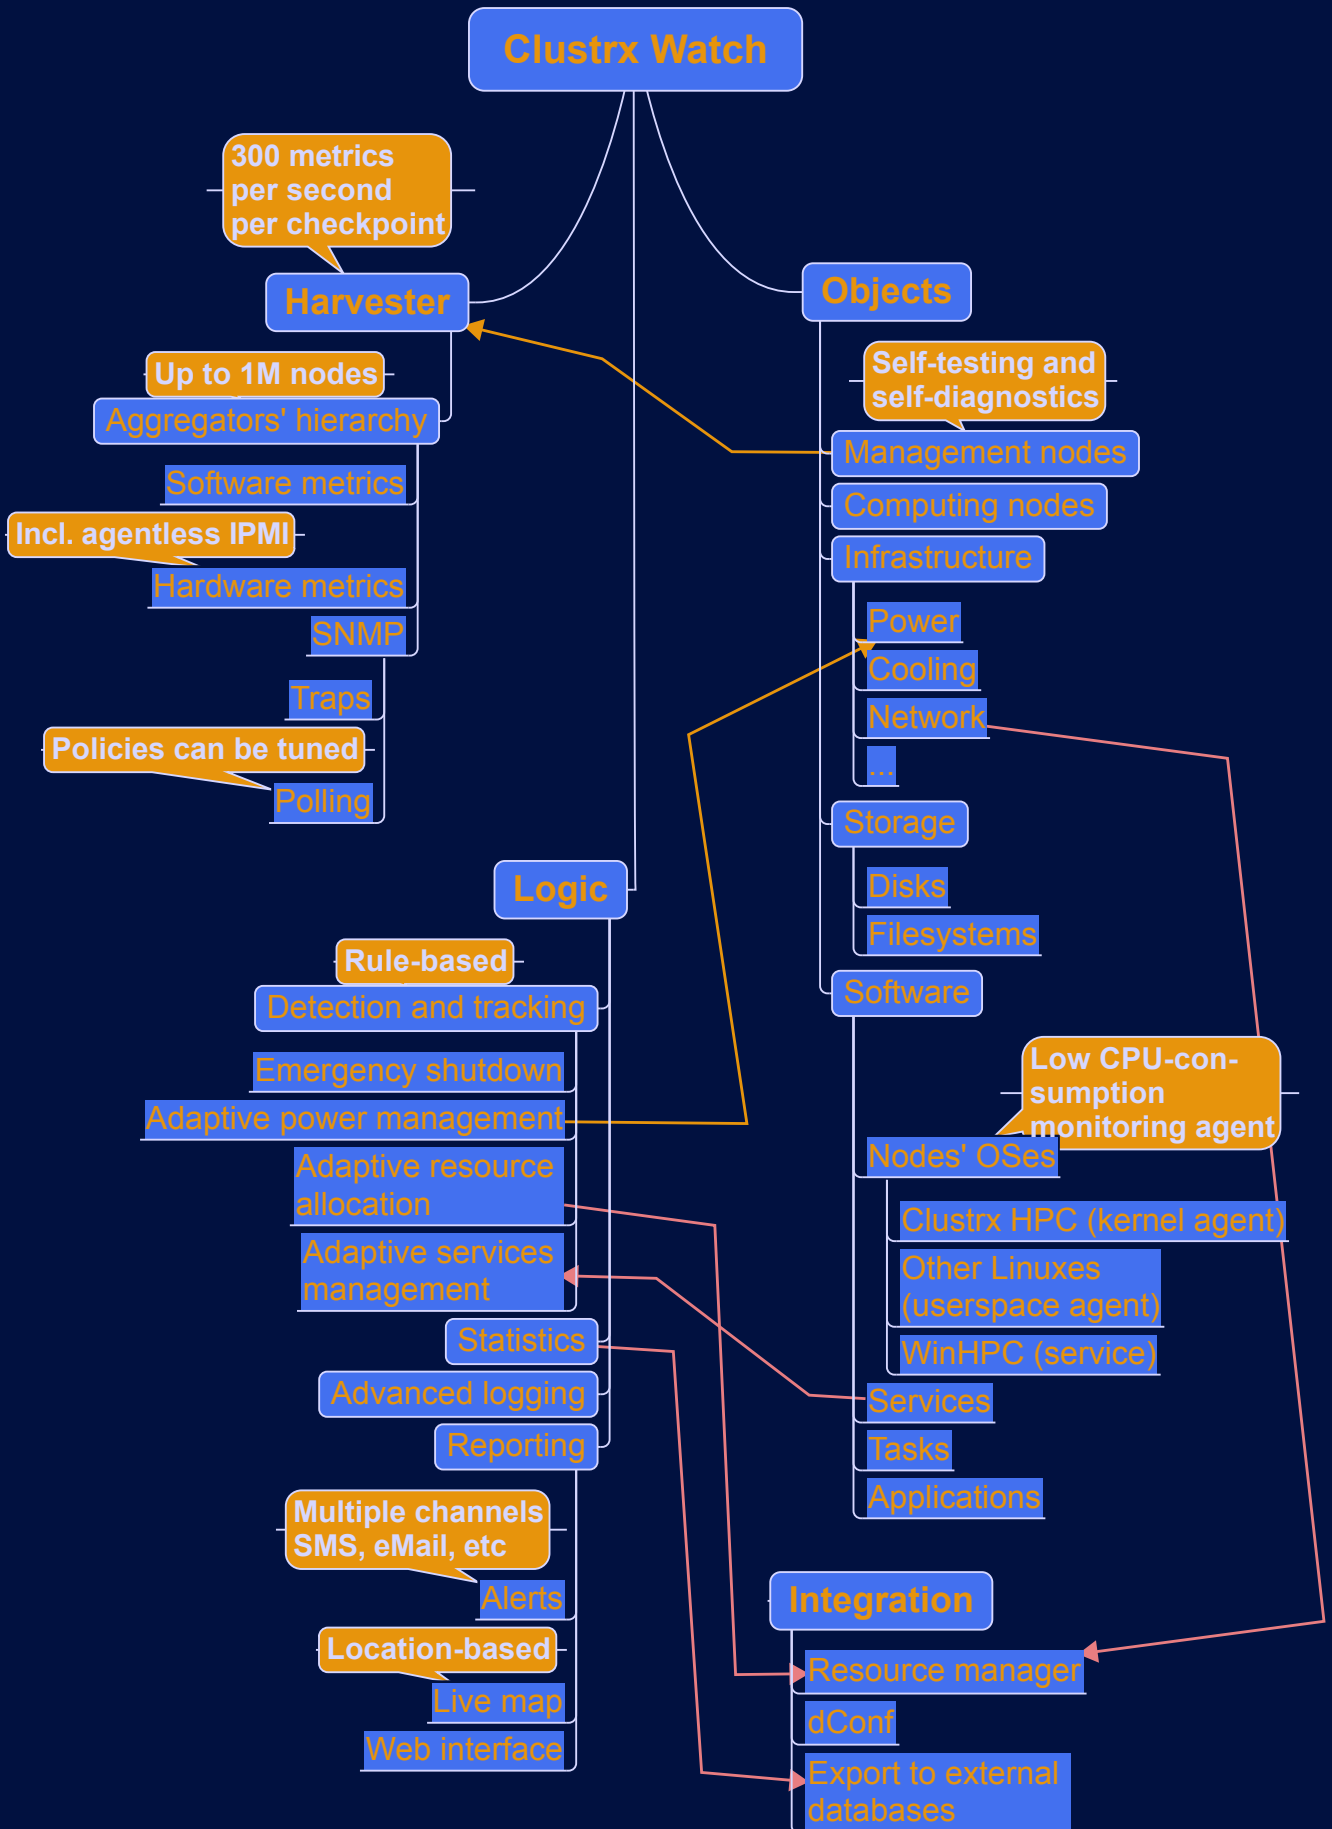 Clustrx Watch
300 metrics
per second
per checkpoint
Harvester
Up to 1M nodes
Aggregators' hierarchy
Software metrics
Incl. agentless IPMI
Hardware metrics
SNMP
Traps
Policies can be tuned
Polling
Logic
Rule-based
Detection and tracking
Emergency shutdown
Adaptive power management
Adaptive resource
allocation
Adaptive services
management
Statistics
Advanced logging
Reporting
Multiple channels
SMS, eMail, etc
Alerts
Location-based
Live map
Web interface
Objects
Self-testing and
self-diagnostics
Management nodes
Computing nodes
Infrastructure
Power
Cooling
Network
...
Storage
Disks
Filesystems
Software
Low CPU-con-
sumption
monitoring agent
Nodes' OSes
Clustrx HPC (kernel agent)
Other Linuxes
(userspace agent)
WinHPC (service)
Services
Tasks
Applications
Integration
Resource manager
dConf
Export to external
databases